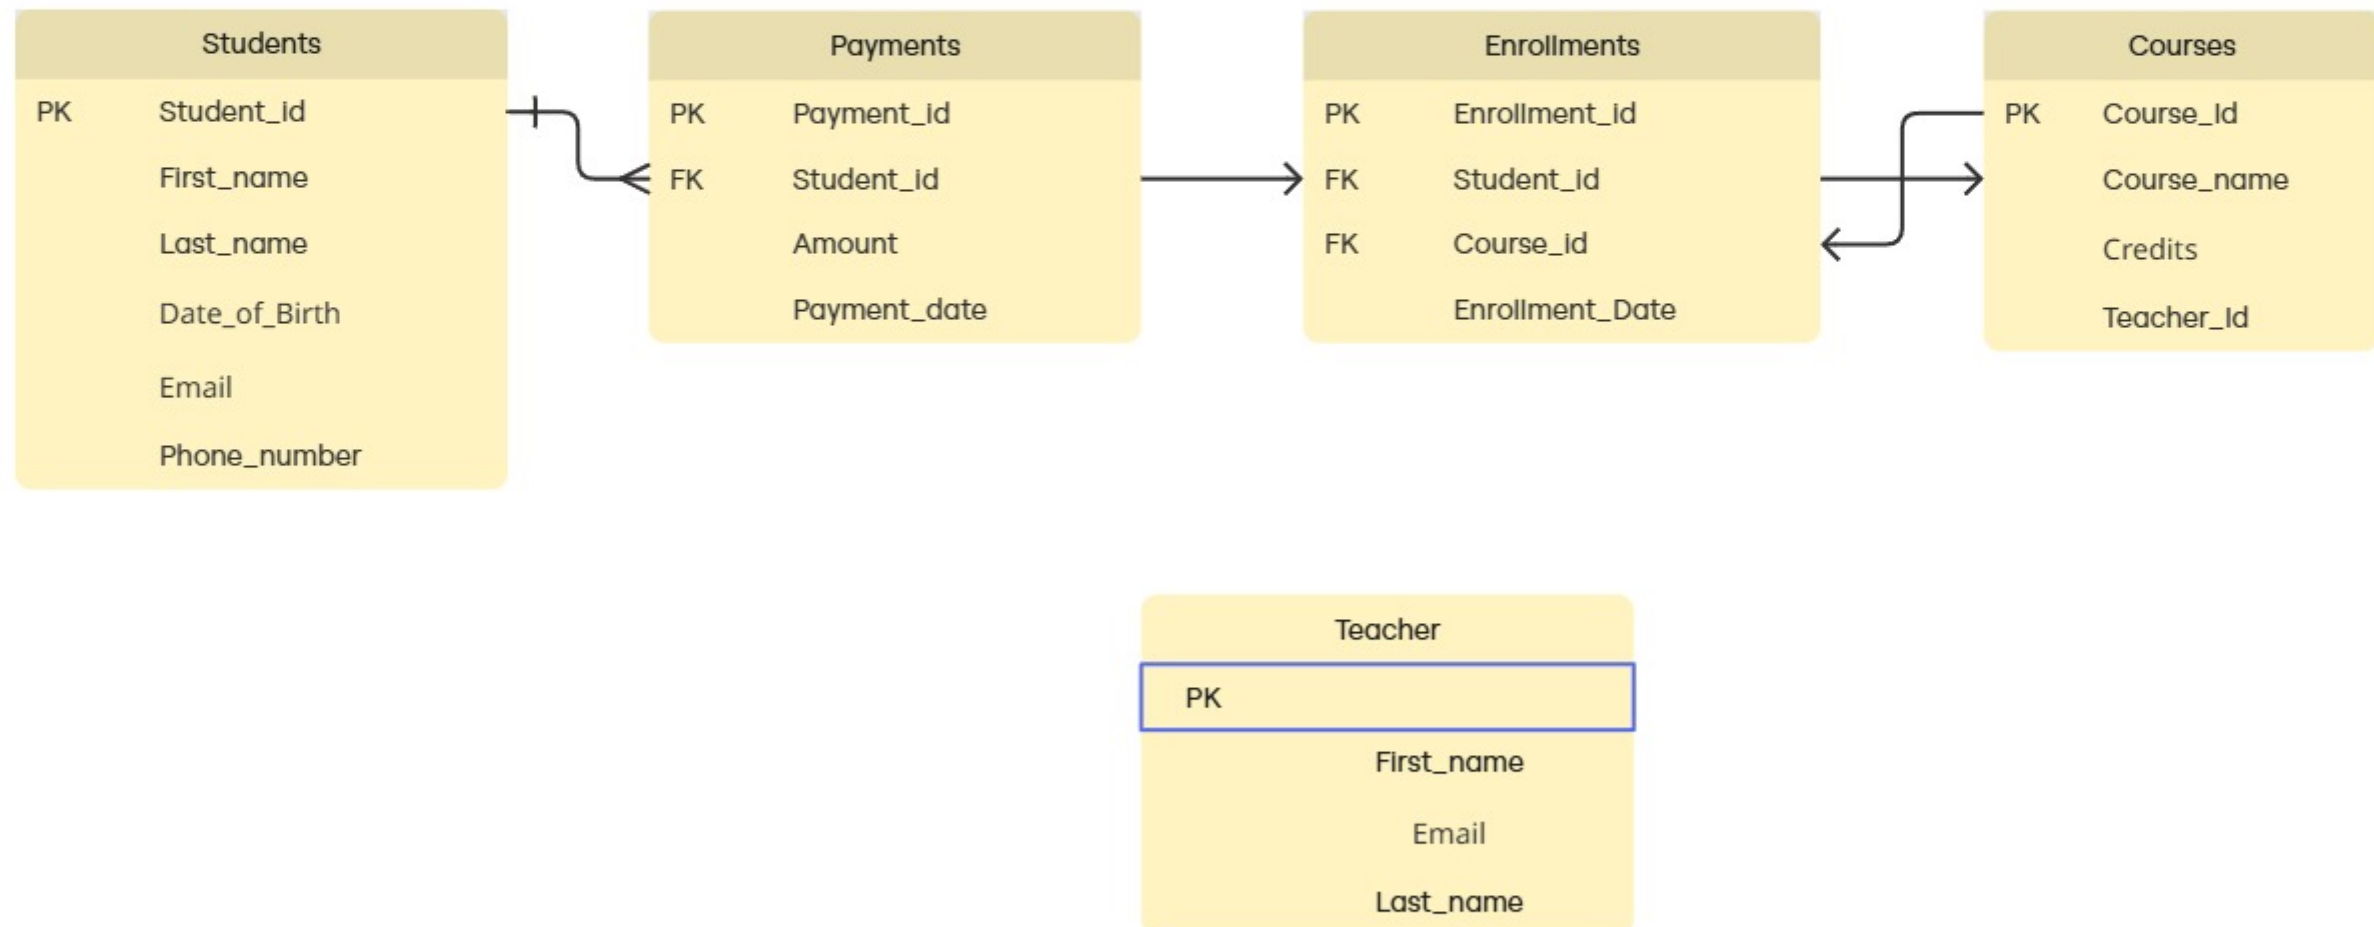 Students
PK Student_id
First_name
Last_name
Date_of_Birth
Email
Phone_number
Payments
PK Payment_id
FK Student_id
Amount
Payment_date
Enrollments
PK Enrollment_id
FK Student_id
FK Course_id
Enrollment_Date
Courses
PK Course_Id
Course_name
Credits
Teacher_Id
Teacher
PK
First_name
Email
Last_name